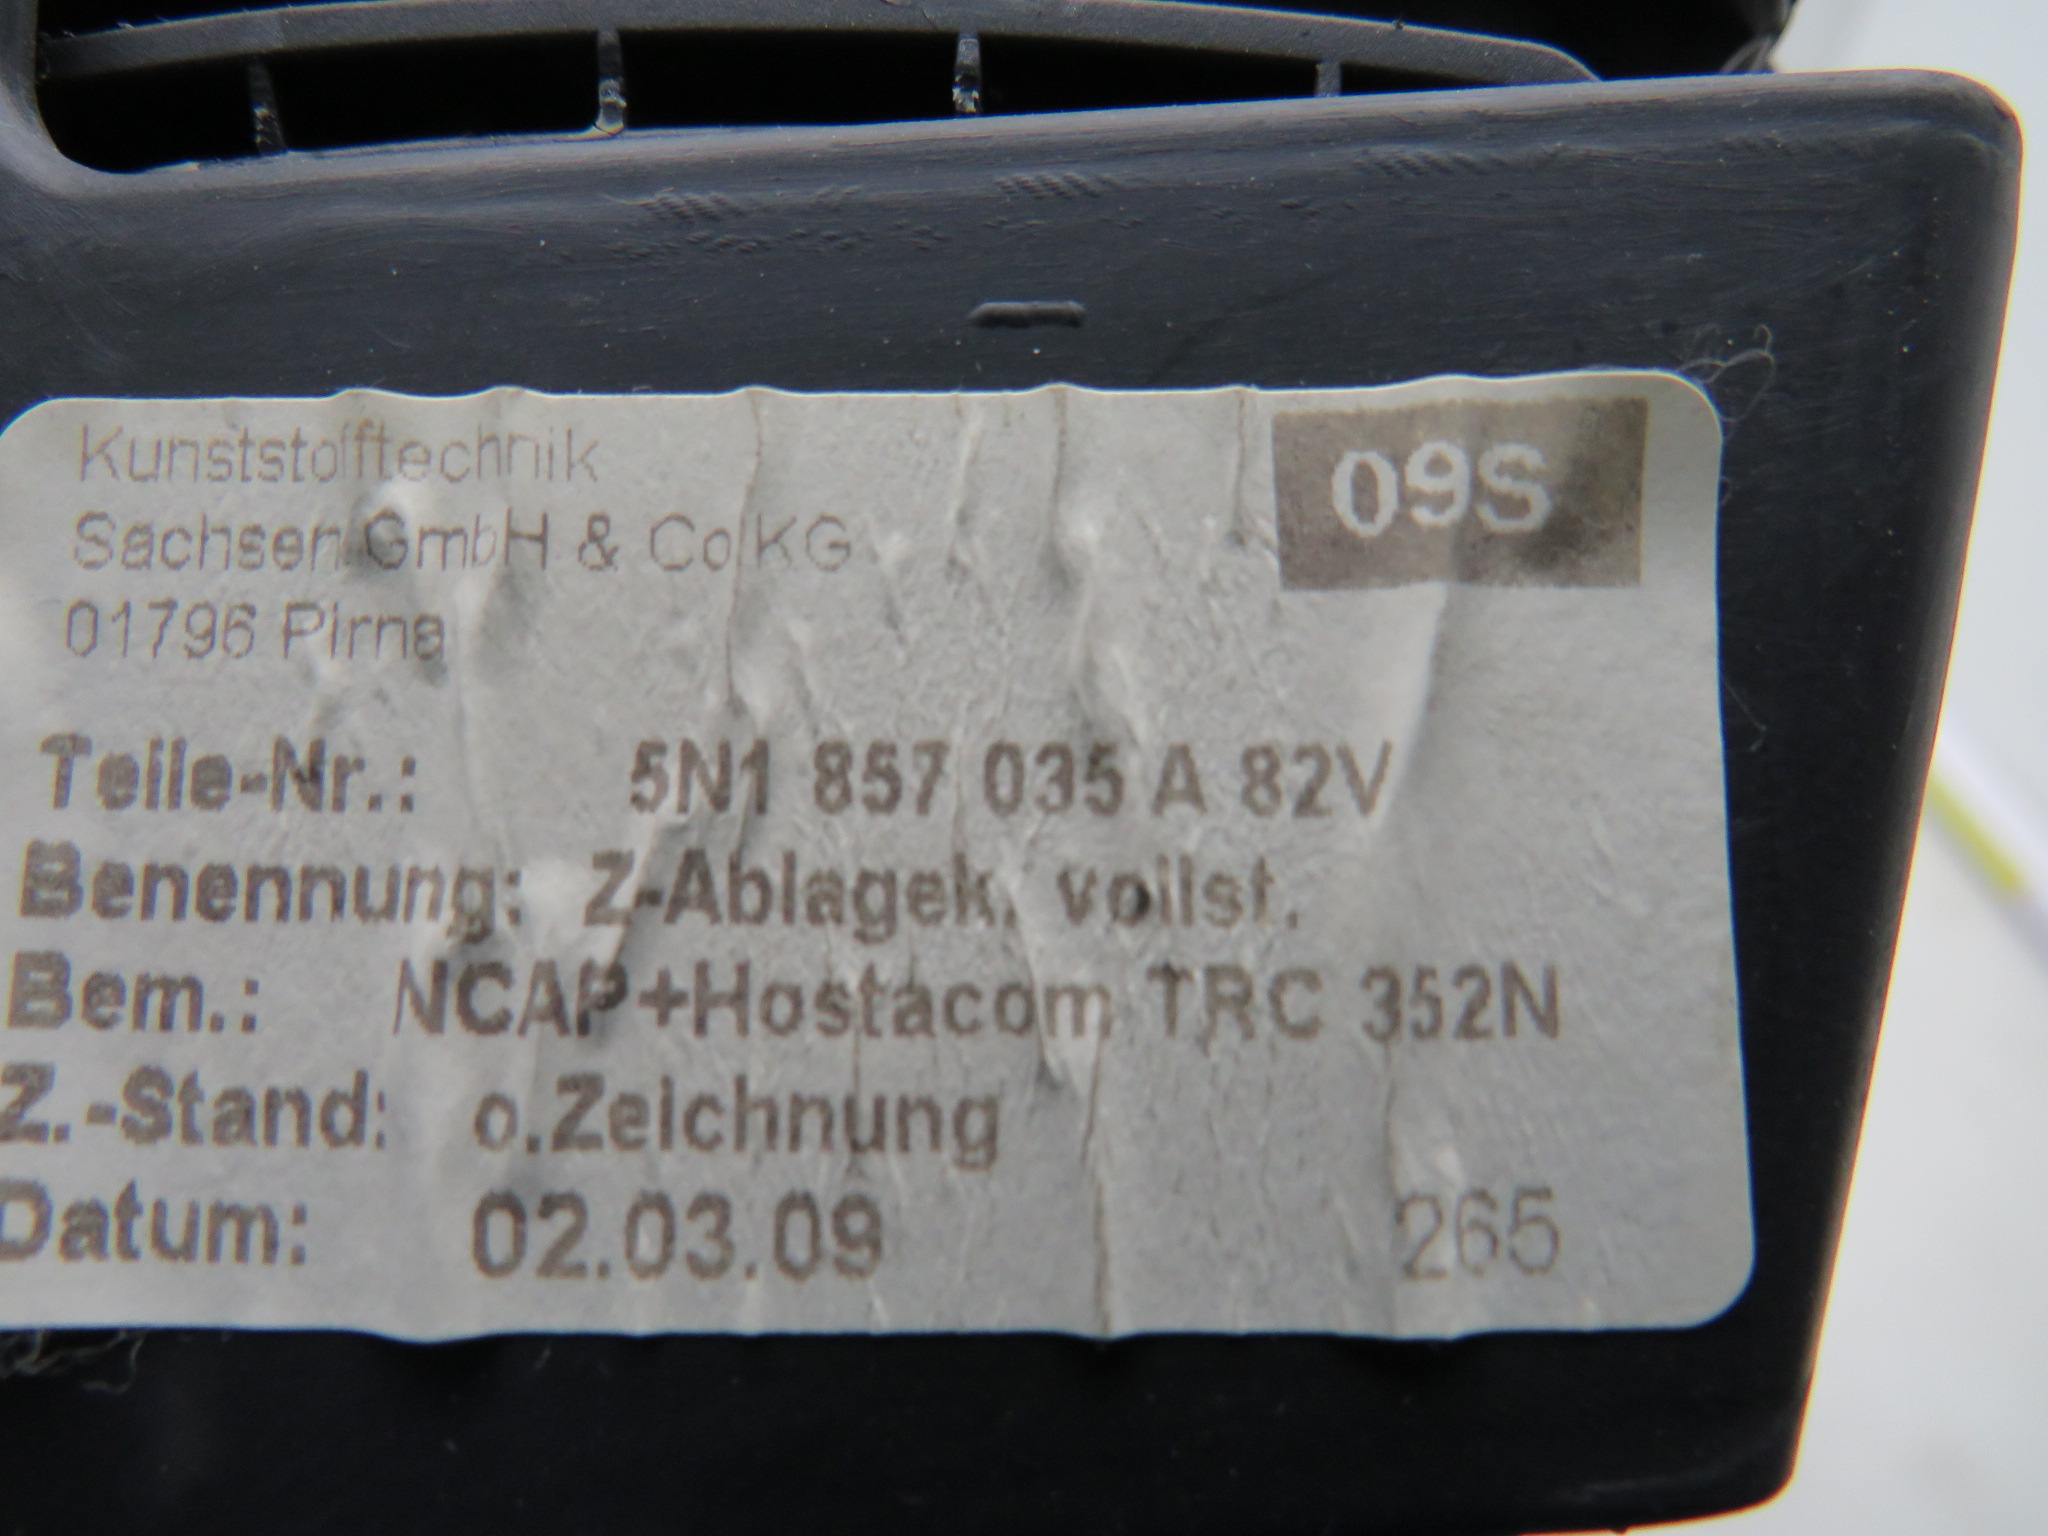 Kunststofftechnik
09S
Sachsen GmbH & Co KG
01796 Pirna
Teile-Nr.: 5N1 857 035 A 82V
Benennung: Z-Ablagek. vollst.
Bem.: NCAP+Hostacom TRC 352N
Z.-Stand: o.Zeichnung
Datum: 02.03.09 265